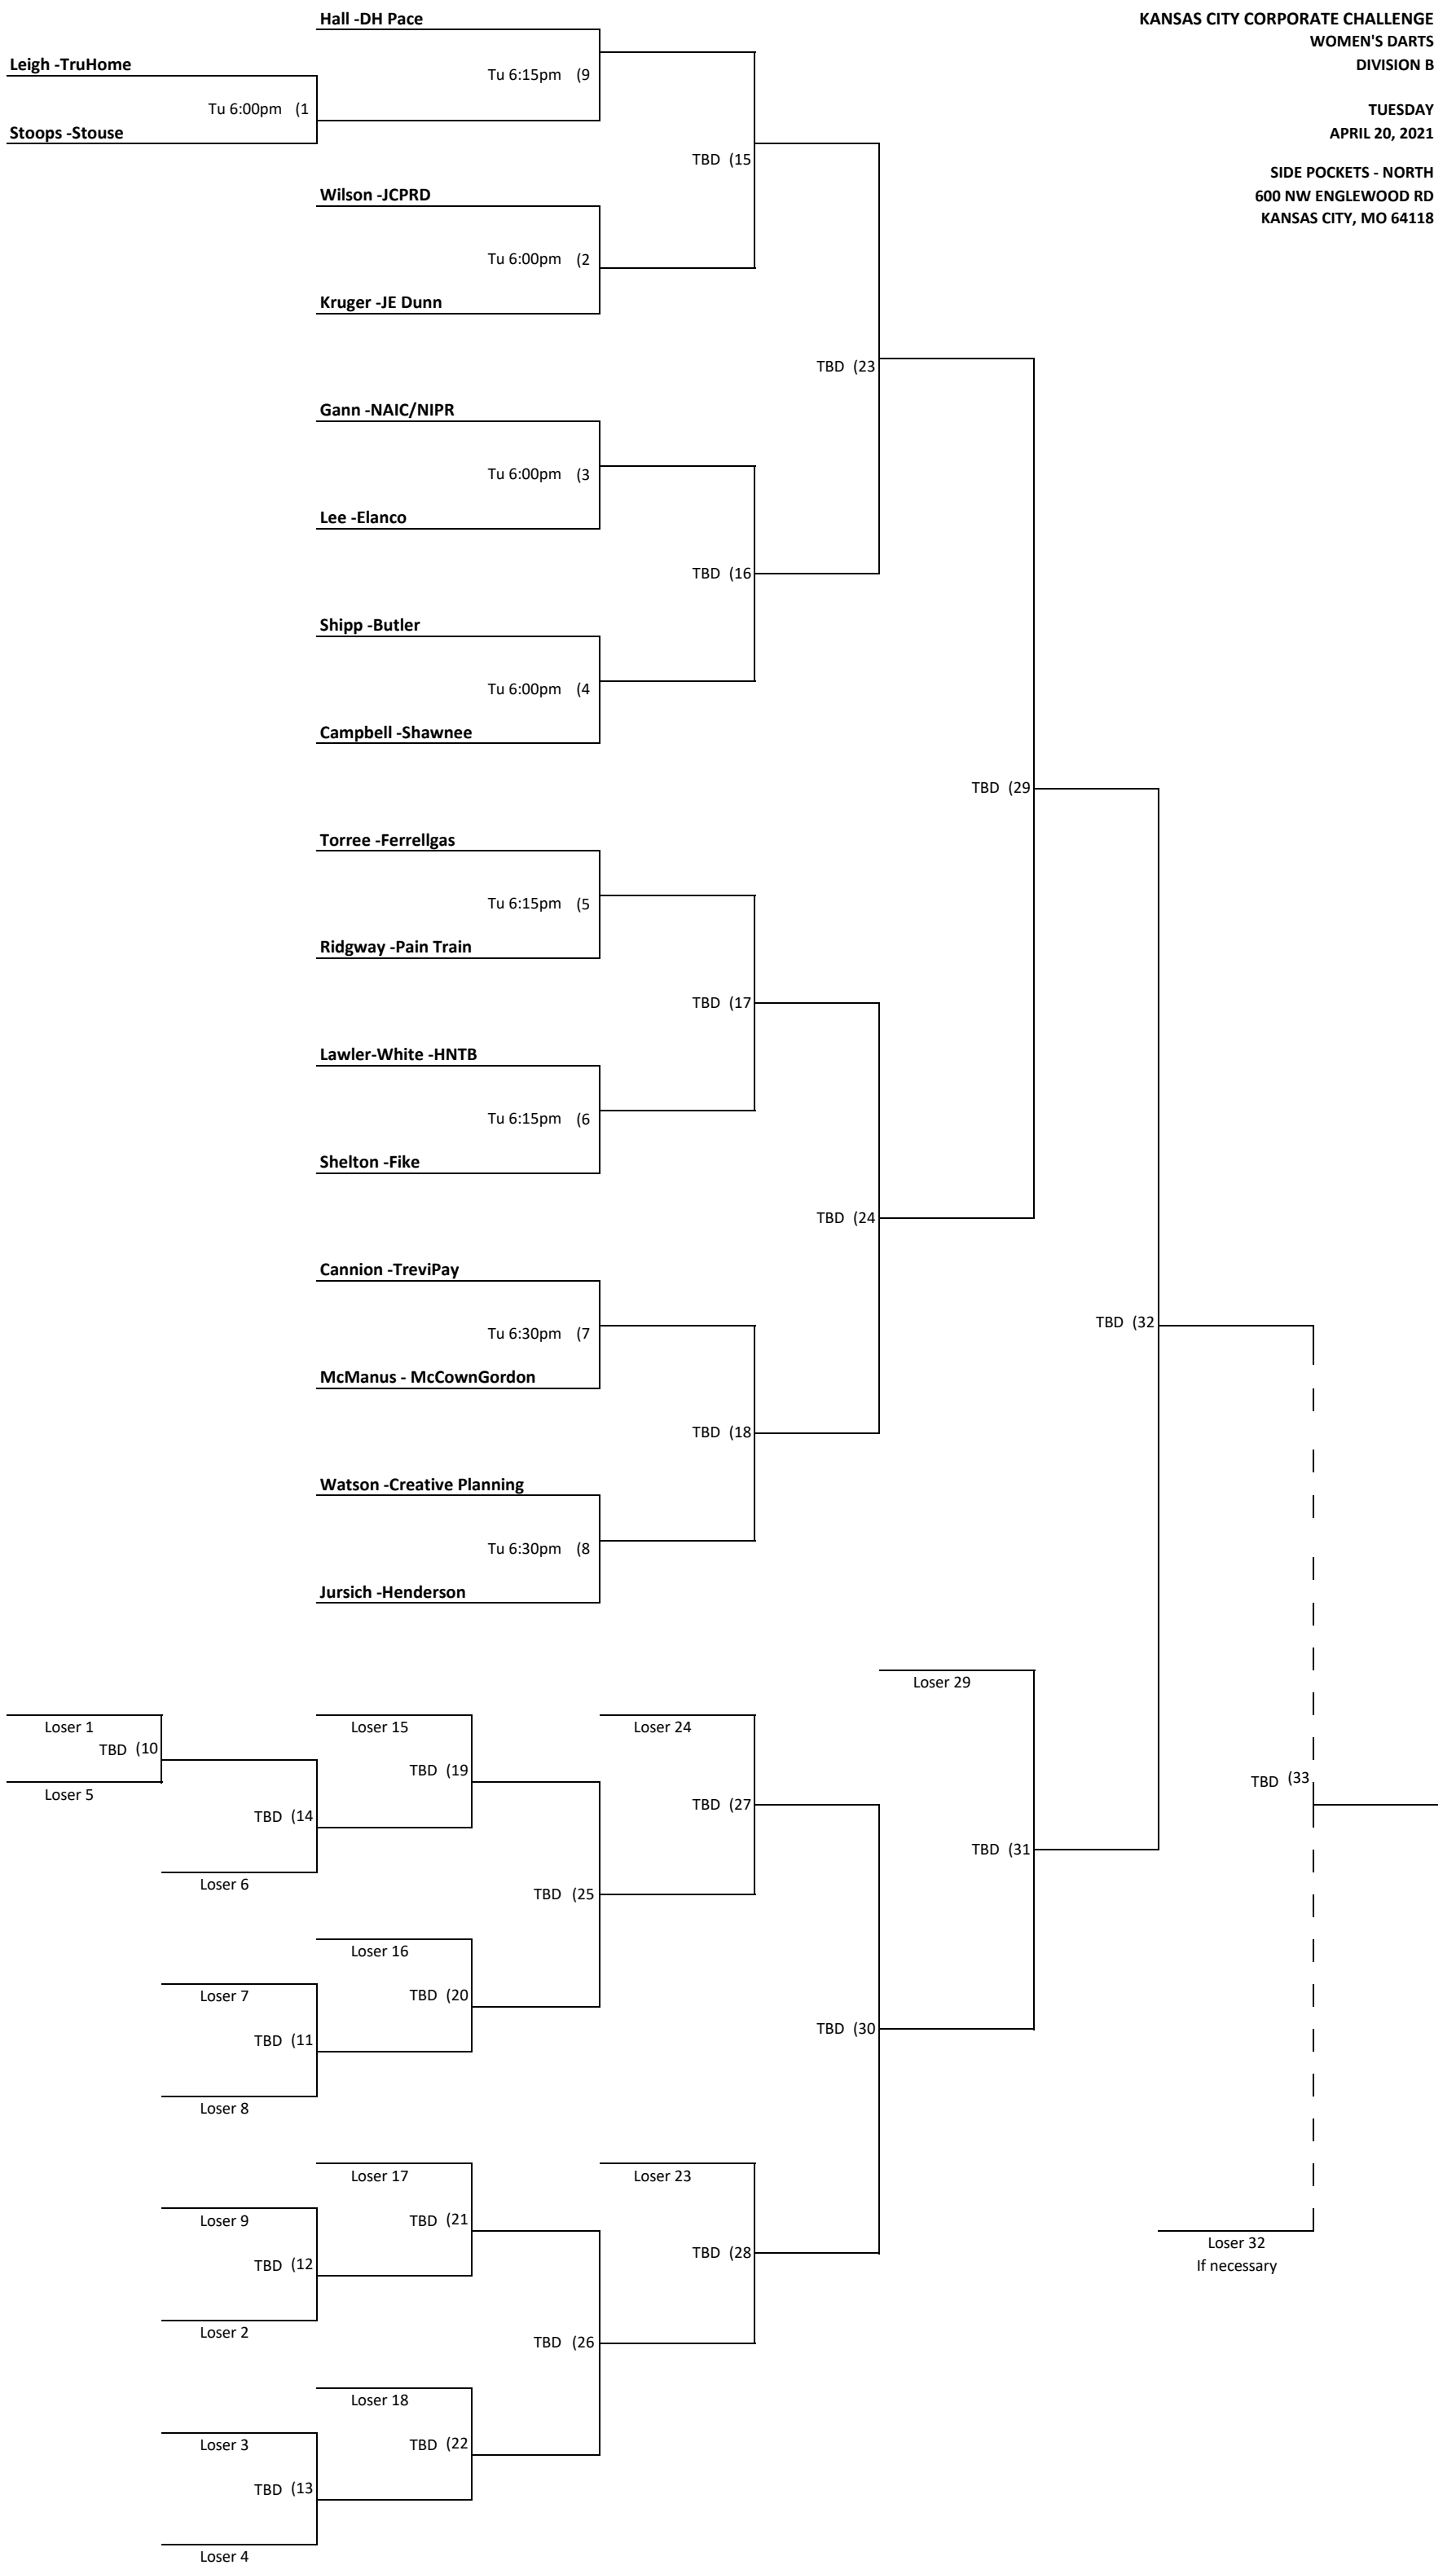 Hall -DH Pace
KANSAS CITY CORPORATE CHALLENGE
WOMEN'S DARTS
DIVISION B
TUESDAY
APRIL 20, 2021
SIDE POCKETS - NORTH
600 NW ENGLEWOOD RD
KANSAS CITY, MO 64118
Leigh -TruHome
Tu 6:15pm (9
Tu 6:00pm (1
Stoops -Stouse
TBD (15
Wilson -JCPRD
Tu 6:00pm (2
Kruger -JE Dunn
TBD (23
Gann -NAIC/NIPR
Tu 6:00pm (3
Lee -Elanco
TBD (16
Shipp -Butler
Tu 6:00pm (4
Campbell -Shawnee
TBD (29
Torree -Ferrellgas
Tu 6:15pm (5
Ridgway -Pain Train
TBD (17
Lawler-White -HNTB
Tu 6:15pm (6
Shelton -Fike
TBD (24
Cannion -TreviPay
TBD (32
Tu 6:30pm (7
McManus - McCownGordon
TBD (18
Watson -Creative Planning
Tu 6:30pm (8
Jursich -Henderson
Loser 29
Loser 1
Loser 15
Loser 24
TBD (10
TBD (19
TBD (33
Loser 5
TBD (27
TBD (14
TBD (31
Loser 6
TBD (25
Loser 16
Loser 7
TBD (20
TBD (30
TBD (11
Loser 8
Loser 17
Loser 23
Loser 9
TBD (21
Loser 32
If necessary
TBD (28
TBD (12
Loser 2
TBD (26
Loser 18
Loser 3
TBD (22
TBD (13
Loser 4